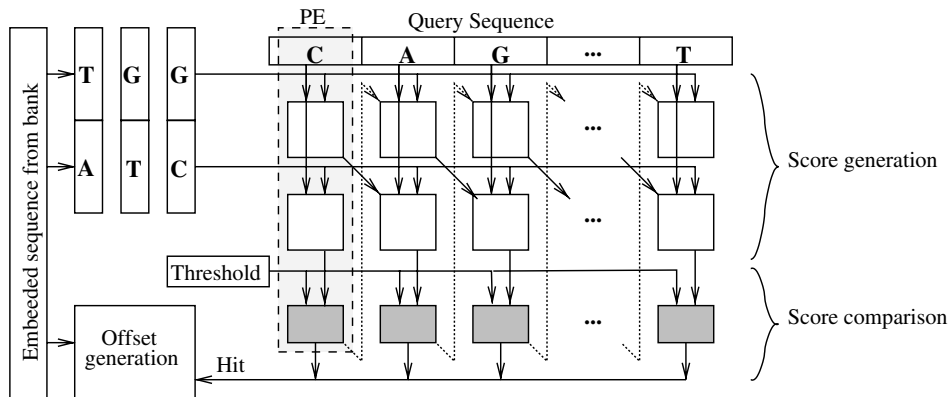 PE
Query Sequence
C A G ... T
T G G
A T C
Embeeded sequence from bank
...
Score generation
...
Threshold
Offset
generation
...
Score comparison
Hit